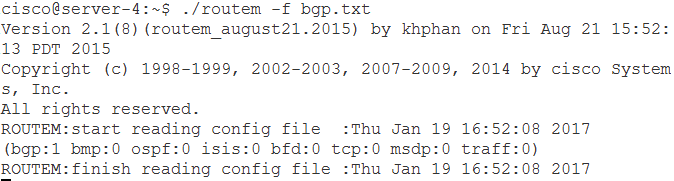 cisco@server-4:~$ ./routem -f bgp.txt
Version 2.1(8)(routem_august21.2015) by khphan on Fri Aug 21 15:52:
13 PDT 2015
Copyright (c) 1998-1999, 2002-2003, 2007-2009, 2014 by cisco System
s, Inc.
All rights reserved.
ROUTEM:start reading config file  :Thu Jan 19 16:52:08 2017
(bgp:1 bmp:0 ospf:0 isis:0 bfd:0 tcp:0 msdp:0 traff:0)
ROUTEM:finish reading config file :Thu Jan 19 16:52:08 2017